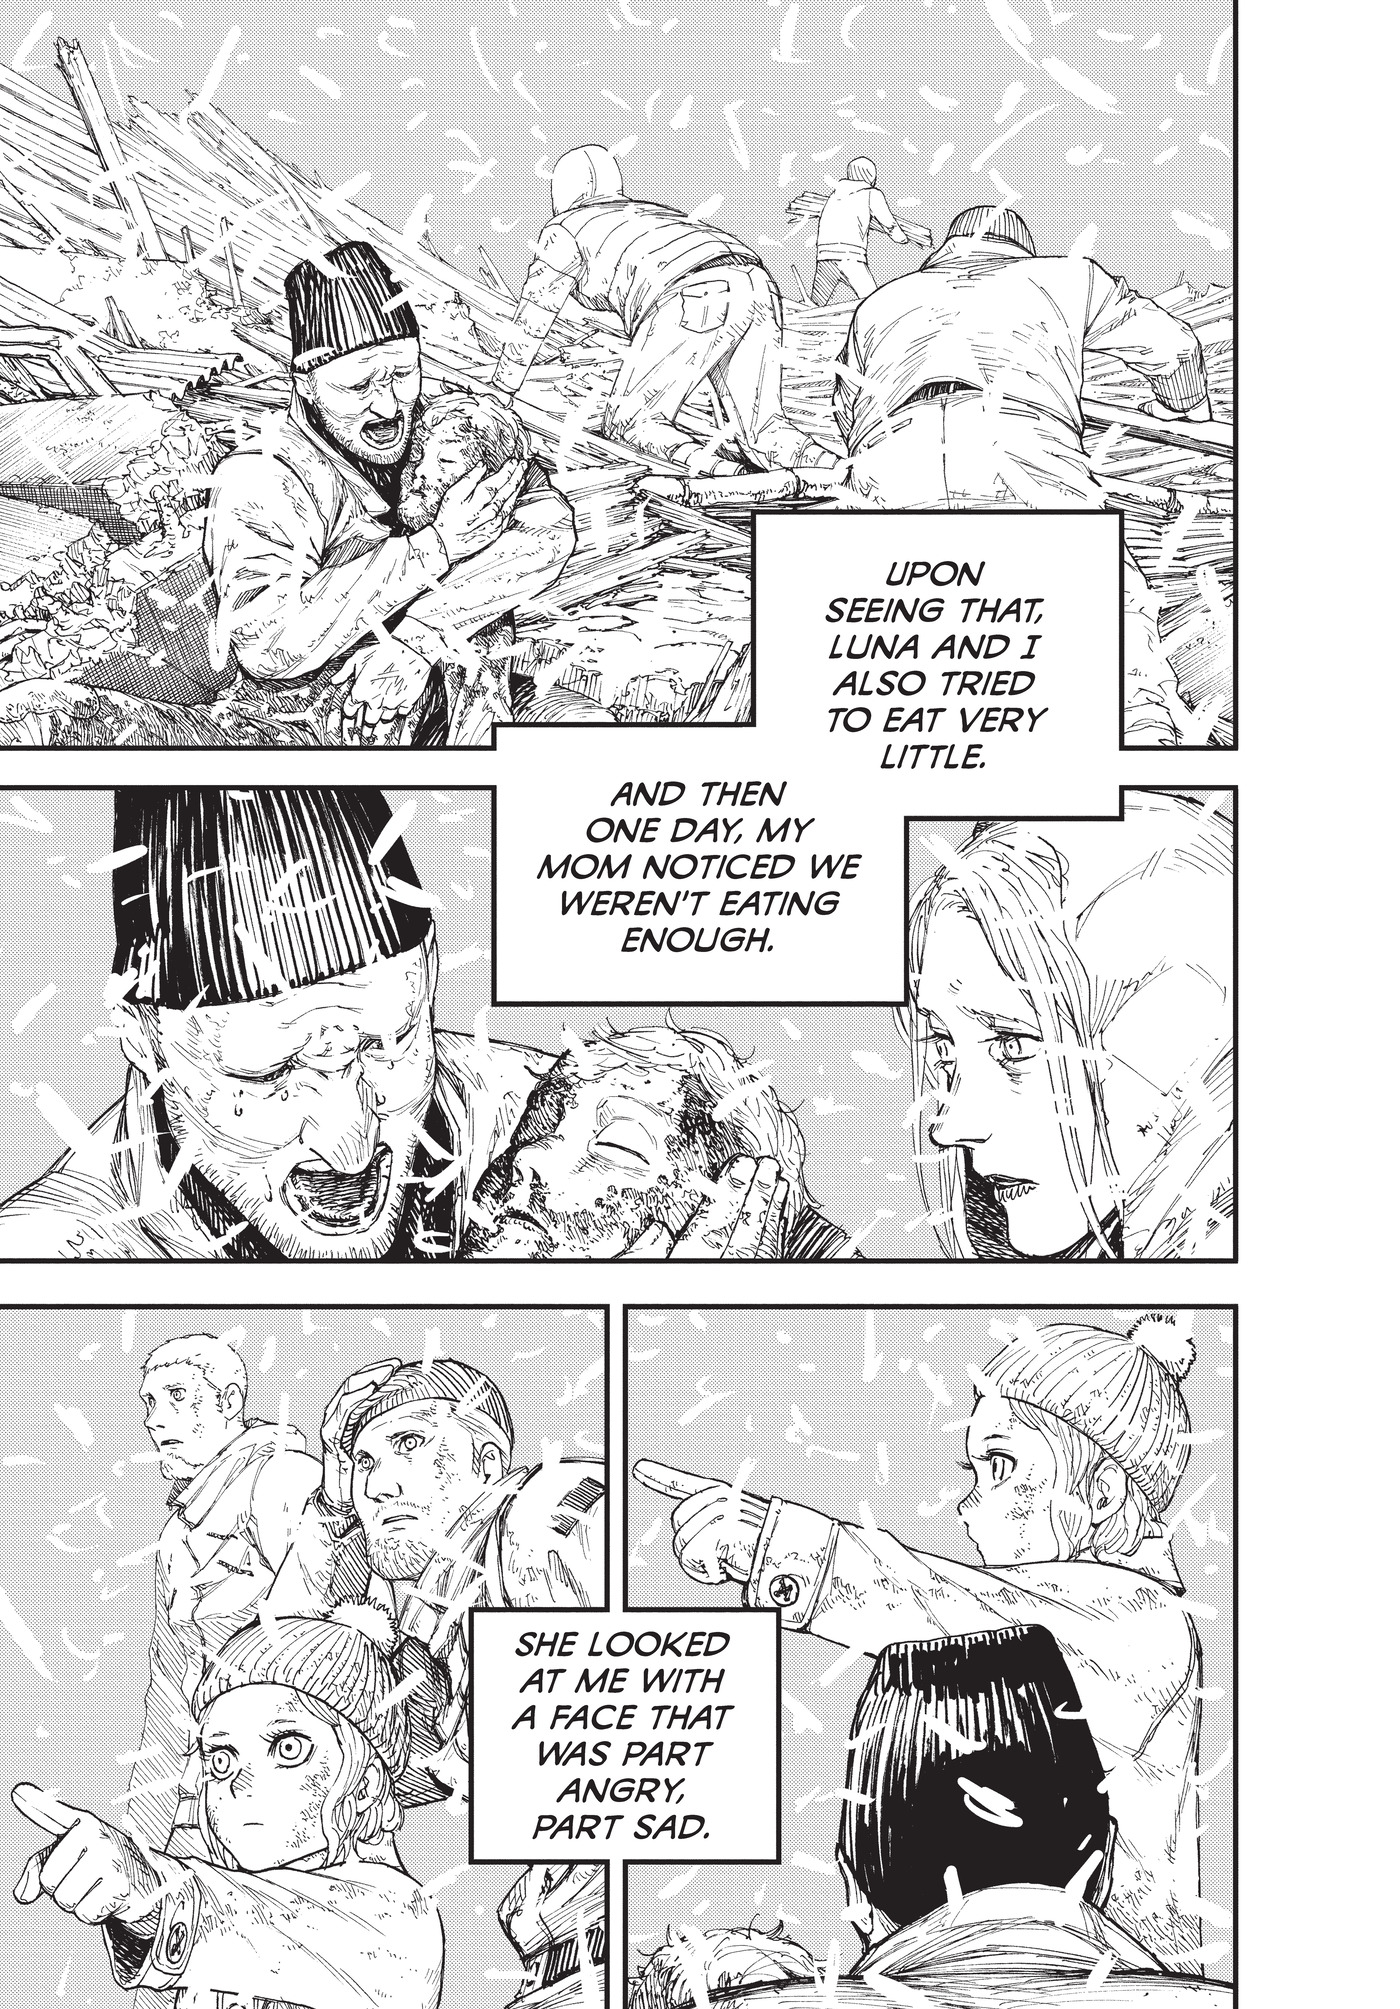 UPON
SEEING THAT,
LUNA AND I
ALSO TRIED
TO EAT VERY
LITTLE.
AND THEN
ONE DAY, MY
MOM NOTICED WE
WEREN'T EATING
ENOUGH.
SHE LOOKED
AT ME WITH
A FACE THAT
WAS PART
ANGRY,
PART SAD.